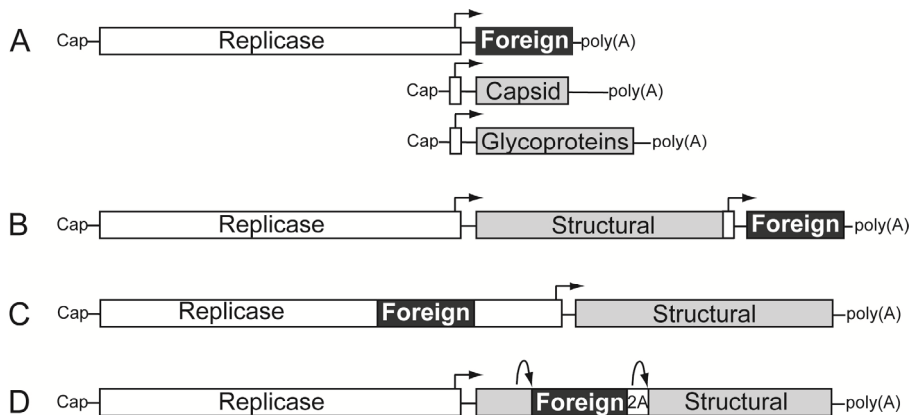 A Cap Replicase Foreign poly(A)
Cap Capsid poly(A)
Cap Glycoproteins poly(A)
B Cap Replicase Structural Foreign poly(A)
C Cap Replicase Foreign Structural poly(A)
D Cap Replicase Foreign 2A Structural poly(A)